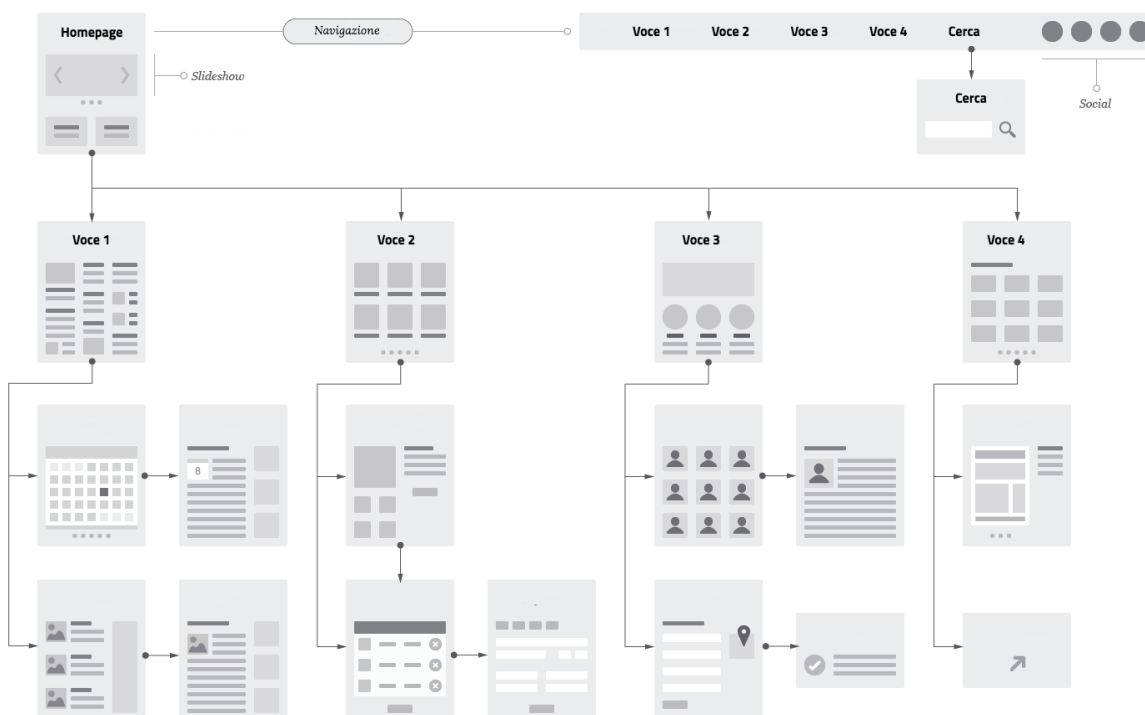 Homepage
Navigazione
Voce 1
Voce 2
Voce 3
Voce 4
Cerca
Slideshow
Cerca
Social
Voce 1
Voce 2
Voce 3
Voce 4
8